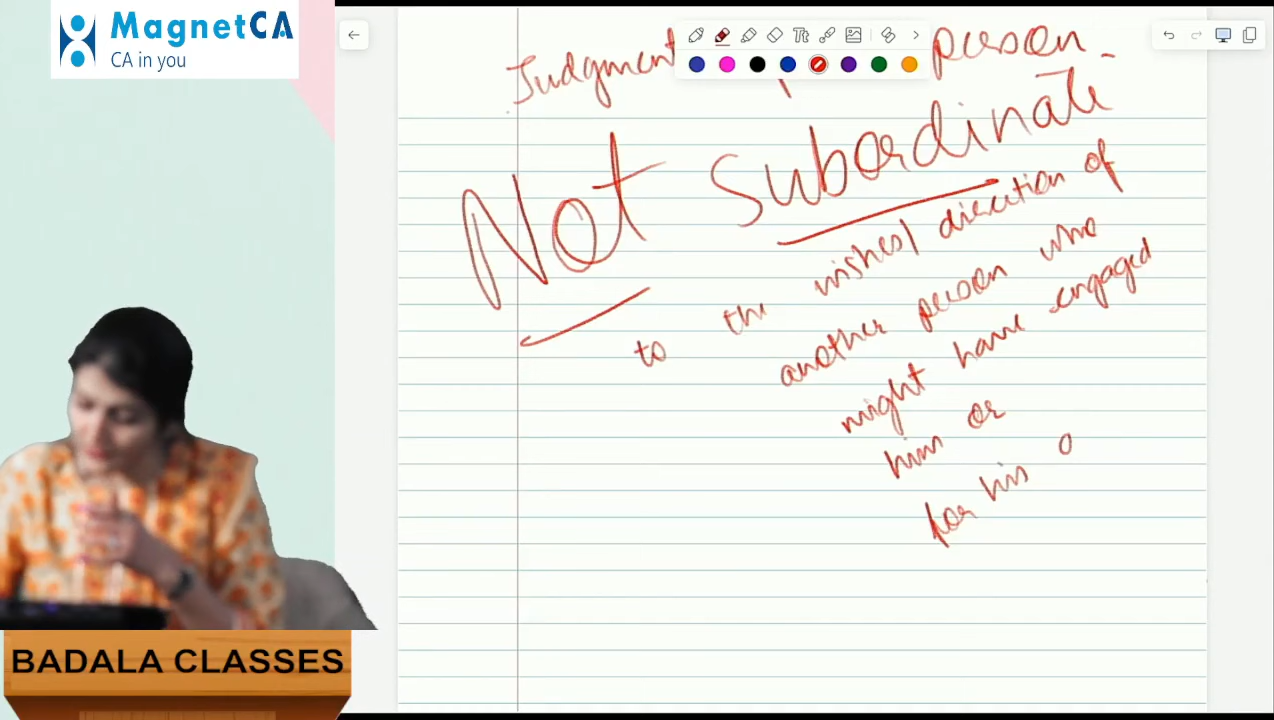 MagnetCA
CA in you
Judgment person
Not subordinate
to the wishes/ direction of
another person who
might have engaged
him or
for his o
BADALA CLASSES